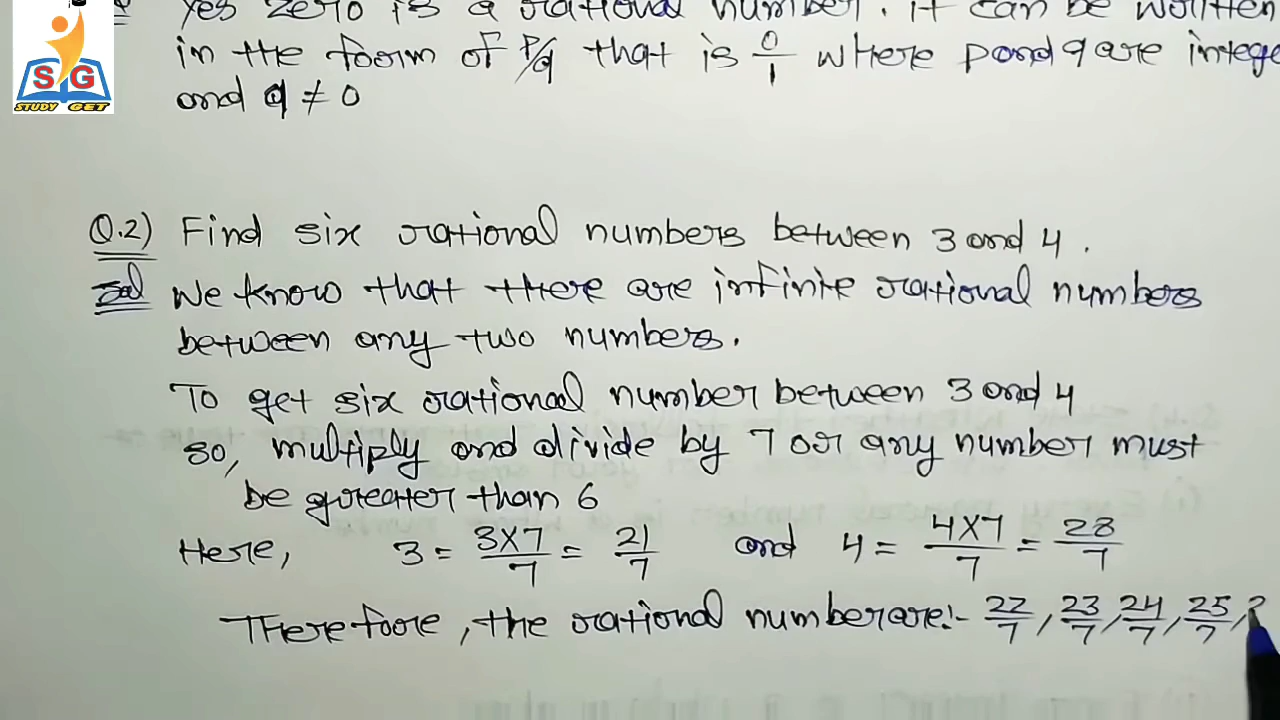 Yes zero is a rational number. It can be written
in the form of P/q that is 0/1 where p and q are intege
and q ≠ 0
SG
STUDY GET
Q.2) Find six rational numbers between 3 and 4.
Sol We know that there are infinite rational numbers
between any two numbers.
To get six rational number between 3 and 4
so, multiply and divide by 7 or any number must
be greater than 6
Here, 3 = 3×7/7 = 21/7 and 4 = 4×7/7 = 28/7
Therefore, the rational number are:- 22/7, 23/7, 24/7, 25/7, 2